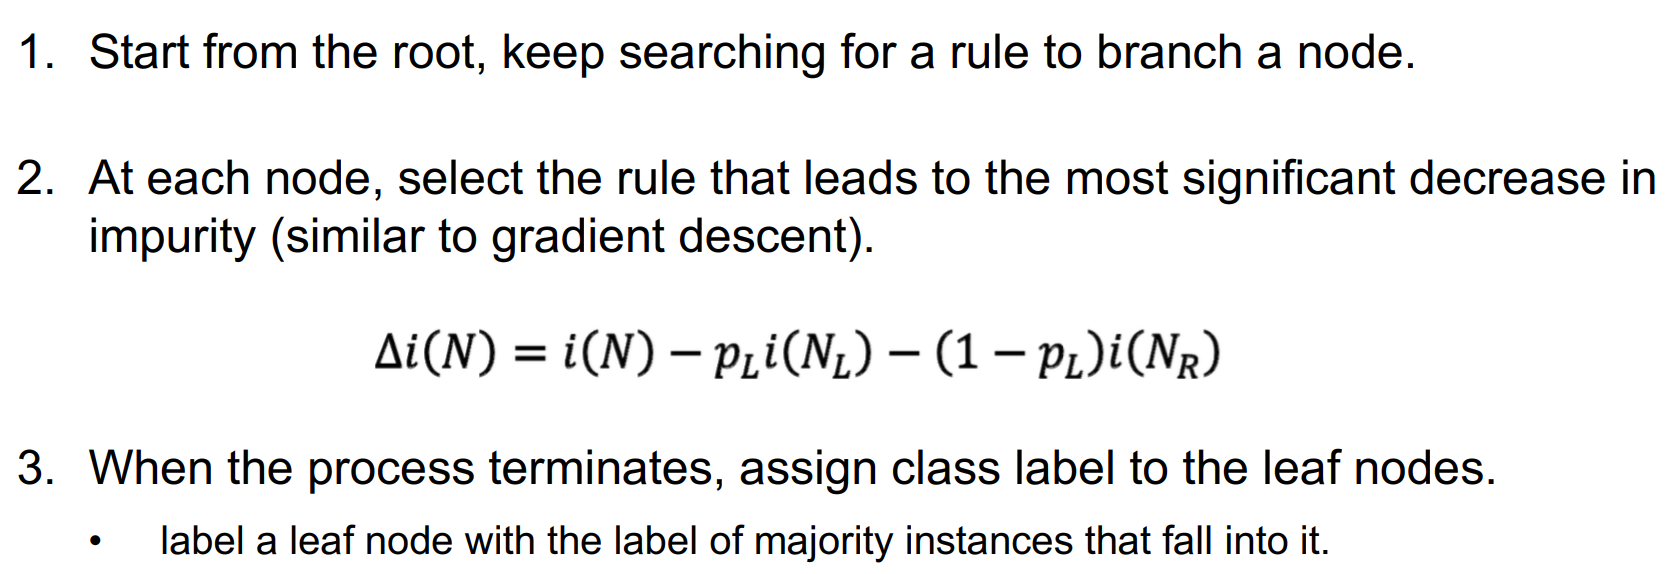 1. Start from the root, keep searching for a rule to branch a node.
2. At each node, select the rule that leads to the most significant decrease in
impurity (similar to gradient descent).
Δi(N) = i(N) − p_L i(N_L) − (1 − p_L)i(N_R)
3. When the process terminates, assign class label to the leaf nodes.
• label a leaf node with the label of majority instances that fall into it.